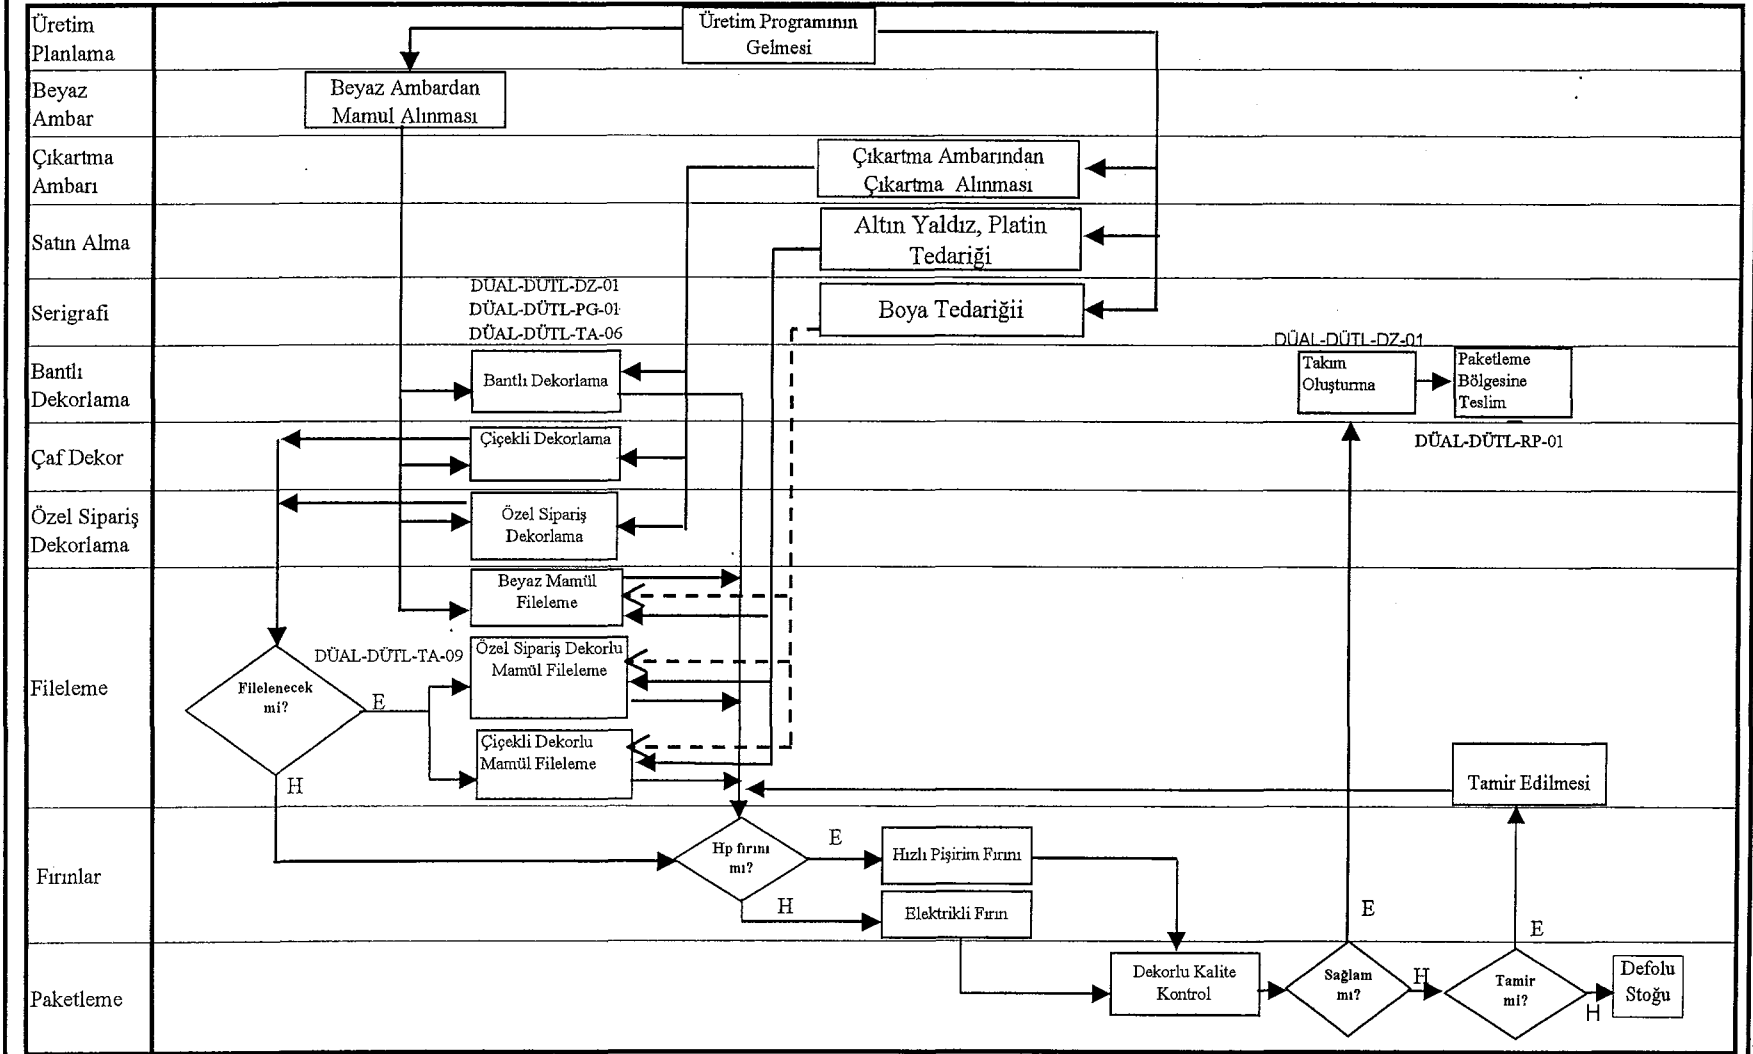 Üretim
Planlama
Üretim Programının
Gelmesi
Beyaz
Ambar
Beyaz Ambardan
Mamul Alınması
Çıkartma
Ambarı
Çıkartma Ambarından
Çıkartma Alınması
Satın Alma
Altın Yaldız, Platin
Tedariği
Serigrafi
DÜAL-DÜTL-DZ-01
DÜAL-DÜTL-PG-01
DÜAL-DÜTL-TA-06
Boya Tedariğii
DÜAL-DÜTL-DZ-01
Bantlı
Dekorlama
Bantlı Dekorlama
Takım
Oluşturma
Paketleme
Bölgesine
Teslim
Çaf Dekor
Çiçekli Dekorlama
DÜAL-DÜTL-RP-01
Özel Sipariş
Dekorlama
Özel Sipariş
Dekorlama
Fileleme
Beyaz Mamül
Fileleme
DÜAL-DÜTL-TA-09
Özel Sipariş Dekorlu
Mamül Fileleme
Filelenecek
mi?
E
Çiçekli Dekorlu
Mamül Fileleme
H
Tamir Edilmesi
Fırınlar
Hp fırını
mı?
E
Hızlı Pişirim Fırını
H
Elektrikli Fırın
E
E
Paketleme
Dekorlu Kalite
Kontrol
Sağlam
mı?
H
Tamir
mi?
H
Defolu
Stoğu